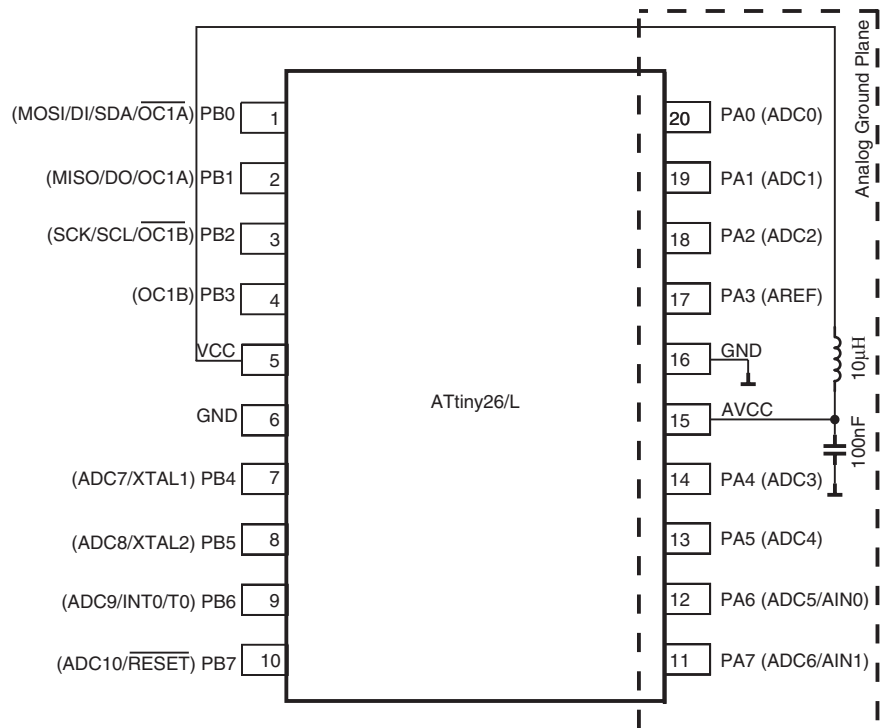 Analog Ground Plane
(MOSI/DI/SDA/OC1A) PB0
1
20
PA0 (ADC0)
(MISO/DO/OC1A) PB1
2
19
PA1 (ADC1)
(SCK/SCL/OC1B) PB2
3
18
PA2 (ADC2)
(OC1B) PB3
4
17
PA3 (AREF)
VCC
5
16
GND
10µH
GND
6
ATtiny26/L
15
AVCC
100nF
(ADC7/XTAL1) PB4
7
14
PA4 (ADC3)
(ADC8/XTAL2) PB5
8
13
PA5 (ADC4)
(ADC9/INT0/T0) PB6
9
12
PA6 (ADC5/AIN0)
(ADC10/RESET) PB7
10
11
PA7 (ADC6/AIN1)